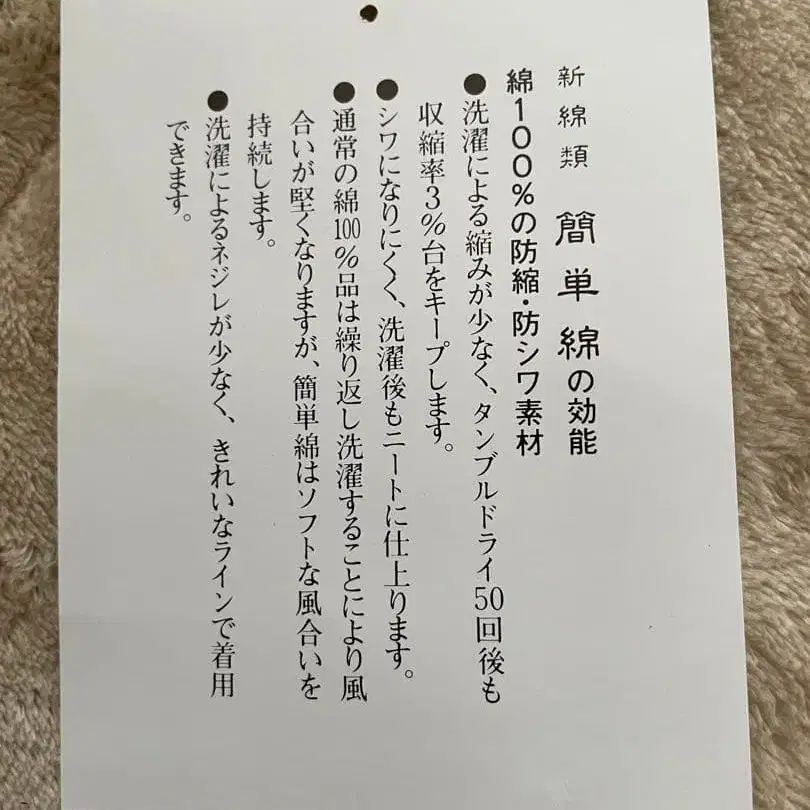 新綿類 簡単綿の効能
綿100%の防縮・防シワ素材
●洗濯による縮みが少なく、タンブルドライ50回後も
収縮率3%台をキープします。
●シワになりにくく、洗濯後もニートに仕上ります。
●通常の綿100%品は繰り返し洗濯することにより風
合いが堅くなりますが、簡単綿はソフトな風合いを
持続します。
●洗濯によるネジレが少なく、きれいなラインで着用
できます。